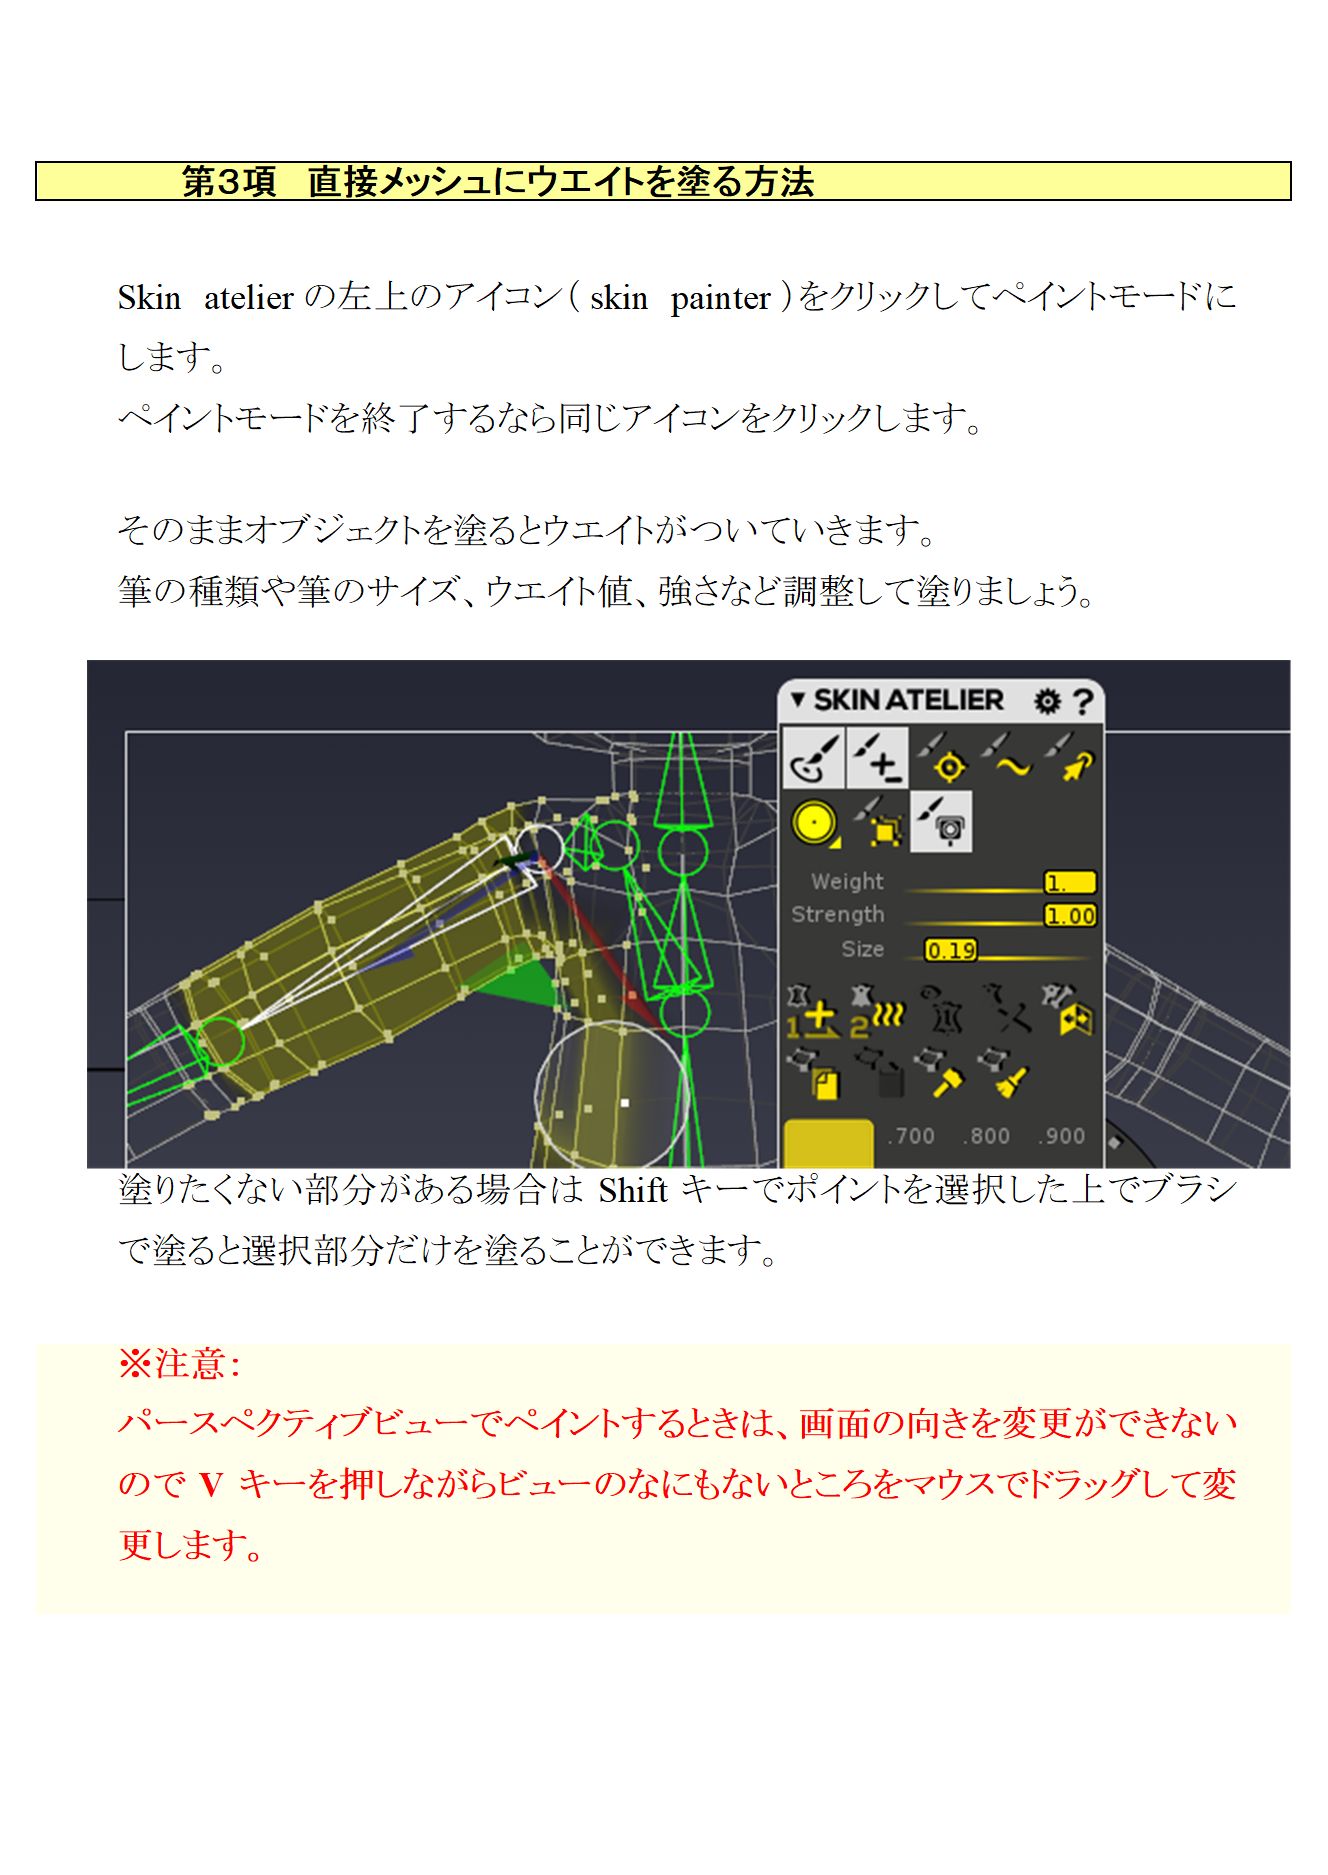 第3項　直接メッシュにウエイトを塗る方法
Skin atelier の左上のアイコン( skin painter )をクリックしてペイントモードに
します。
ペイントモードを終了するなら同じアイコンをクリックします。
そのままオブジェクトを塗るとウエイトがついていきます。
筆の種類や筆のサイズ、ウエイト値、強さなど調整して塗りましょう。
▼ SKIN ATELIER ?
Weight 1.
Strength 1.00
Size 0.19
1 2
.700 .800 .900
塗りたくない部分がある場合は Shift キーでポイントを選択した上でブラシ
で塗ると選択部分だけを塗ることができます。
※注意:
パースペクティブビューでペイントするときは、画面の向きを変更ができない
ので V キーを押しながらビューのなにもないところをマウスでドラッグして変
更します。